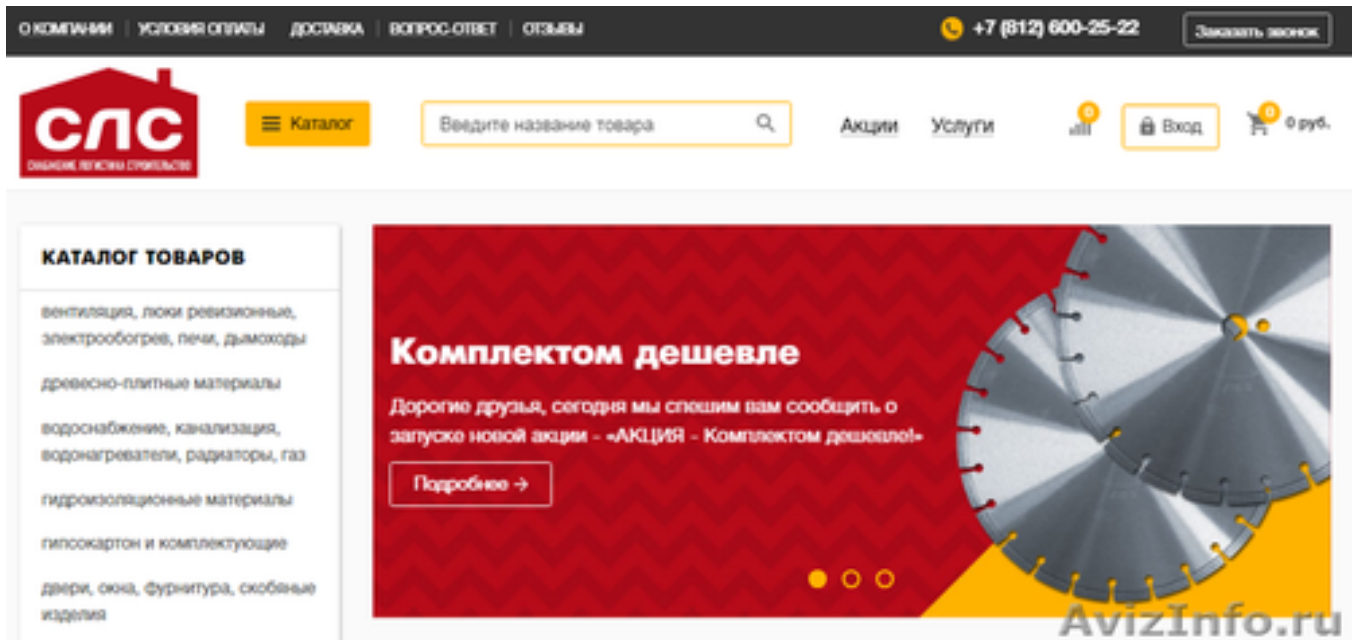 О КОМПАНИИ
УСЛОВИЯ ОПЛАТЫ
ДОСТАВКА
ВОПРОС-ОТВЕТ
ОТЗЫВЫ
+7 (812) 600-25-22
Заказать звонок
СЛС
СНАБЖЕНИЕ ЛОГИСТИКА СТРОИТЕЛЬСТВО
Каталог
Введите название товара
Акции
Услуги
0
Вход
0
0 руб.
КАТАЛОГ ТОВАРОВ
вентиляция, люки ревизионные,
электрообогрев, печи, дымоходы
древесно-плитные материалы
водоснабжение, канализация,
водонагреватели, радиаторы, газ
гидроизоляционные материалы
гипсокартон и комплектующие
двери, окна, фурнитура, скобяные
изделия
Комплектом дешевле
Дорогие друзья, сегодня мы спешим вам сообщить о
запуске новой акции - «АКЦИЯ - Комплектом дешевле!»
Подробнее →
AvizInfo.ru